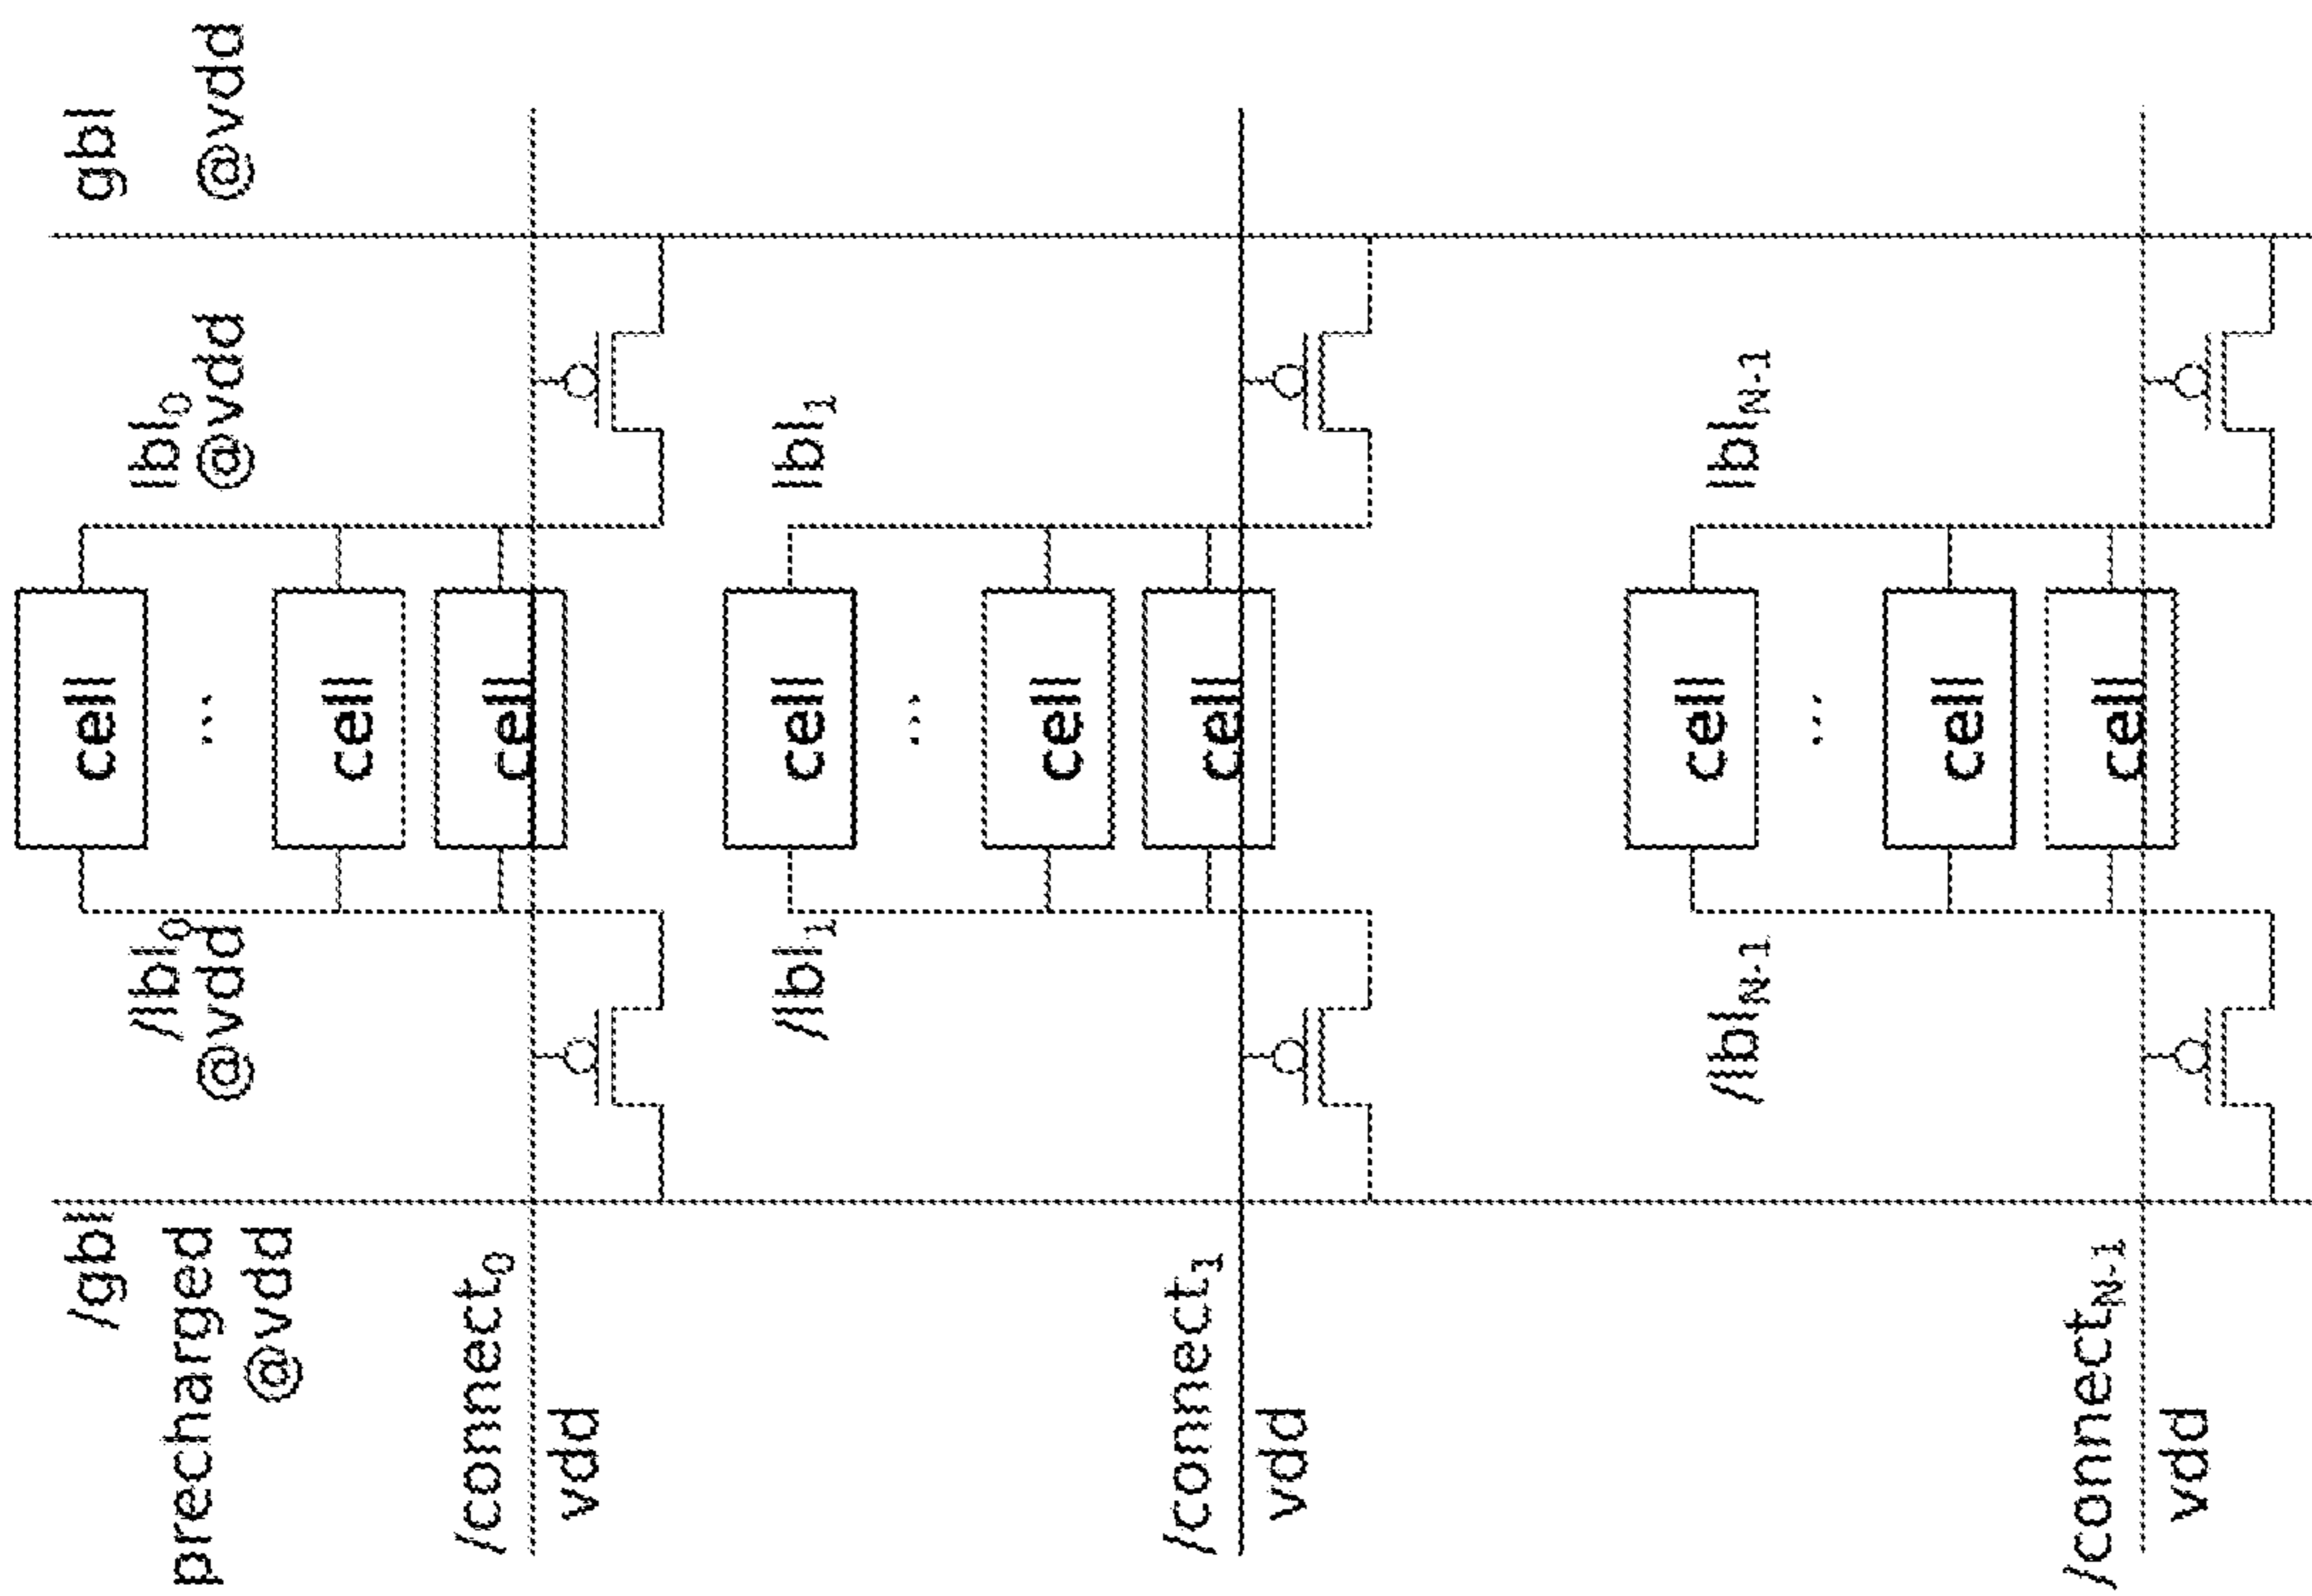 /gbl
cell
gbl
/lbl₀
lbl₀
precharged
@vdd
@vdd
...
@vdd
@vdd
cell
/connect₀
cell
vdd
/lbl₁
cell
lbl₁
...
cell
/connect₁
cell
vdd
/lblN-1
cell
lblN-1
...
cell
/connectN-1
cell
vdd